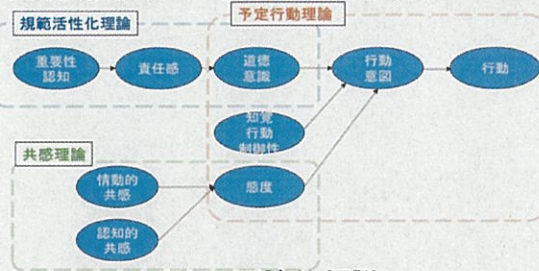 予定行動理論
規範活性化理論
重要性
認知
責任感
道徳
意識
行動
意図
行動
知覚
行動
制御性
共感理論
情動的
共感
態度
認知的
共感